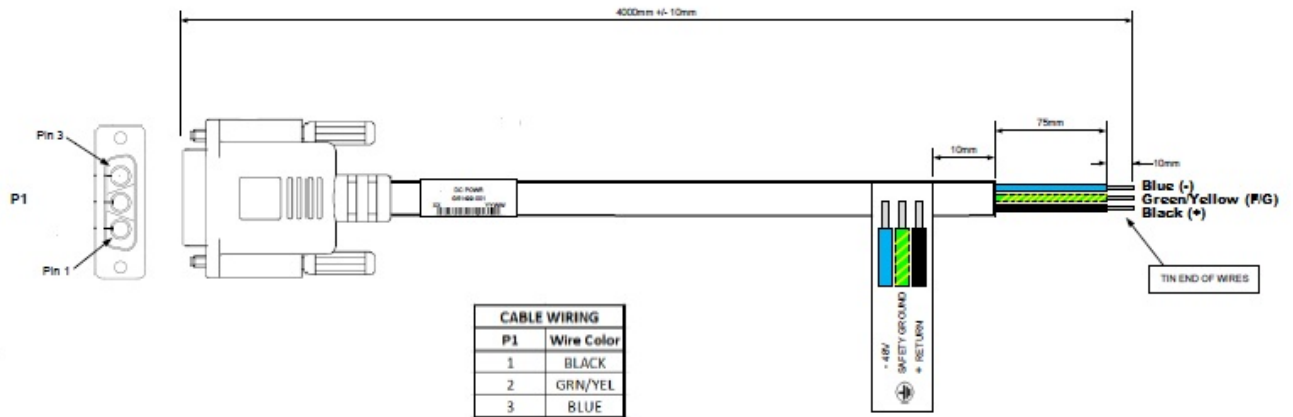 4000mm +/- 10mm
75mm
10mm
10mm
Pin 3
P1
Pin 1
DC POWR
Blue (-)
Green/Yellow (F/G)
Black (+)
TIN END OF WIRES
- 48V
SAFETY GROUND
+ RETURN
CABLE WIRING
P1 Wire Color
1 BLACK
2 GRN/YEL
3 BLUE